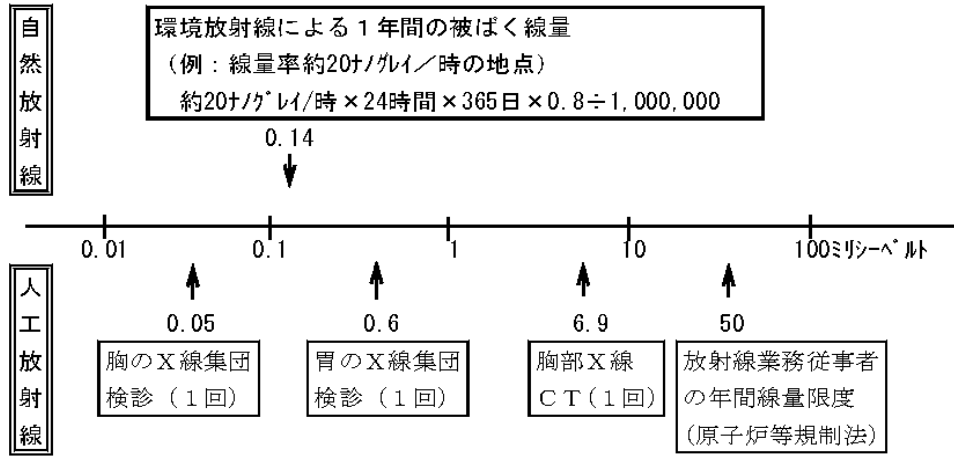 自然放射線
環境放射線による１年間の被ばく線量
（例：線量率約20ﾅﾉｸﾞﾚｲ／時の地点）
約20ﾅﾉｸﾞﾚｲ/時×24時間×365日×0.8÷1,000,000
0.14
0.01 0.1 1 10 100ﾐﾘｼｰﾍﾞﾙﾄ
人工放射線
0.05 0.6 6.9 50
胸のＸ線集団
検診（１回）
胃のＸ線集団
検診（１回）
胸部Ｘ線
ＣＴ(１回)
放射線業務従事者
の年間線量限度
(原子炉等規制法)